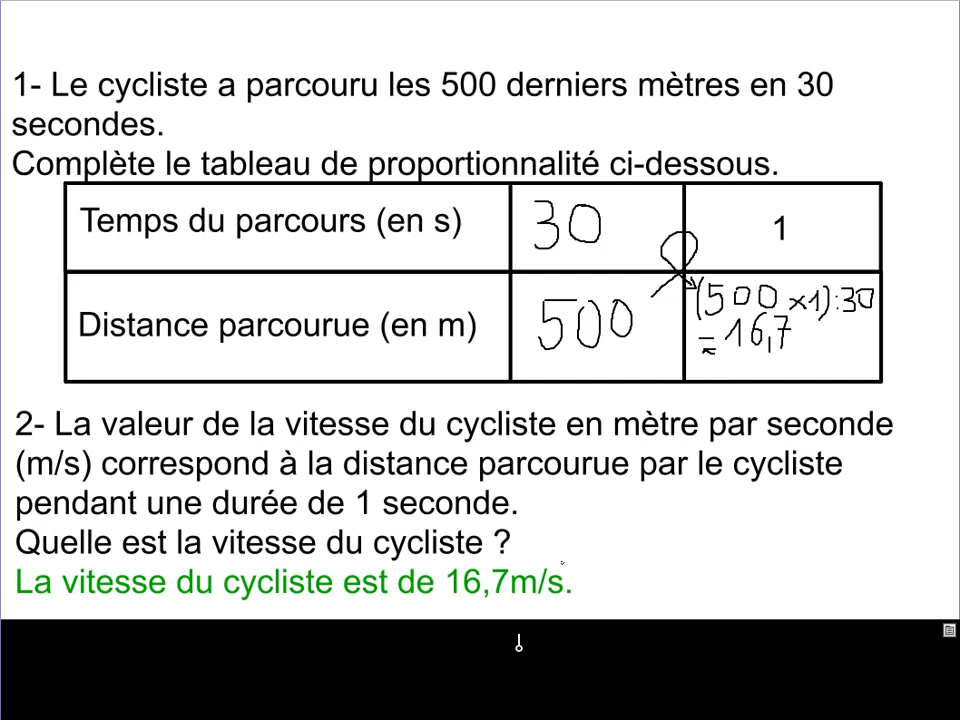 1- Le cycliste a parcouru les 500 derniers mètres en 30
secondes.
Complète le tableau de proportionnalité ci-dessous.
Temps du parcours (en s) 30 1
Distance parcourue (en m) 500 (500 ×1):30
= 16,7
2- La valeur de la vitesse du cycliste en mètre par seconde
(m/s) correspond à la distance parcourue par le cycliste
pendant une durée de 1 seconde.
Quelle est la vitesse du cycliste ?
La vitesse du cycliste est de 16,7m/s.